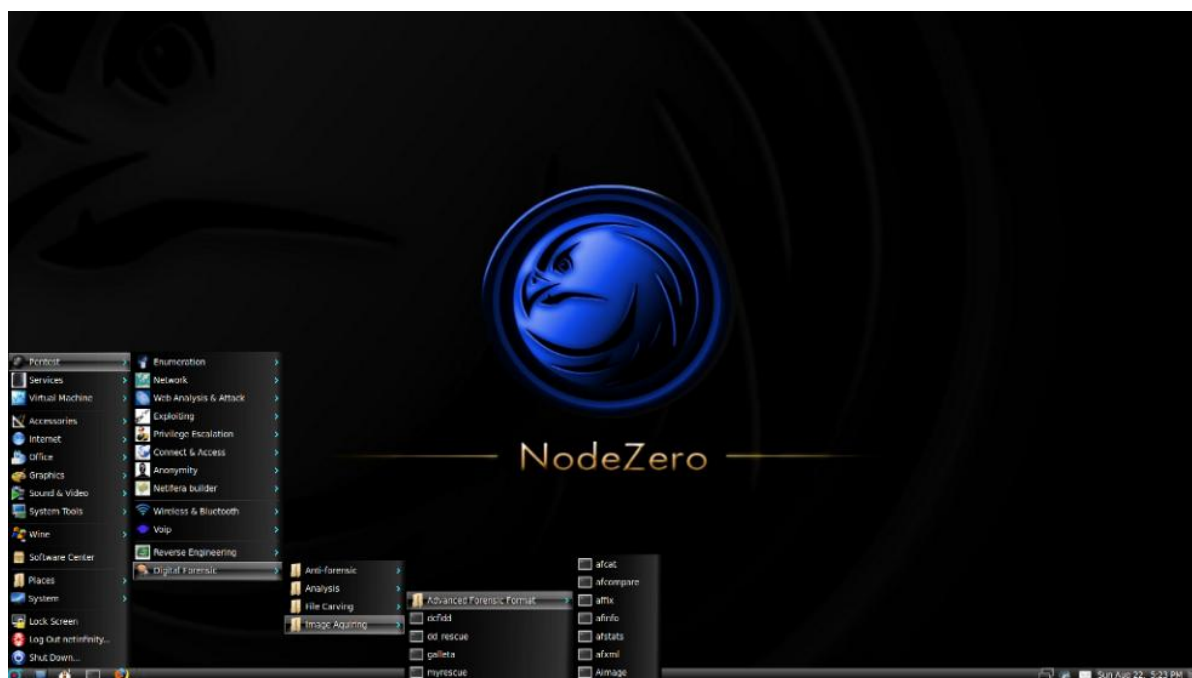 NodeZero
Pentest
Services
Virtual Machine
Accessories
Internet
Office
Graphics
Sound & Video
System Tools
Wine
Software Center
Places
System
Lock Screen
Log Out netinfinity...
Shut Down...
Enumeration
Network
Web Analysis & Attack
Exploiting
Privilege Escalation
Connect & Access
Anonymity
Netifera builder
Wireless & Bluetooth
Voip
Reverse Engineering
Digital Forensic
Anti-forensic
Analysis
File Carving
Image Aquiring
Advanced Forensic Format
dcfldd
dd rescue
galleta
myrescue
afcat
afcompare
affix
afinfo
afstats
afxml
Aimage
Sun Aug 22, 5:23 PM